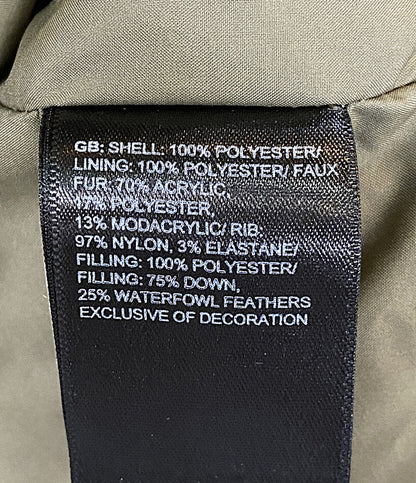 GB: SHELL: 100% POLYESTER/
LINING: 100% POLYESTER/ FAUX
FUR: 70% ACRYLIC,
17% POLYESTER,
13% MODACRYLIC/ RIB:
97% NYLON, 3% ELASTANE/
FILLING: 100% POLYESTER/
FILLING: 75% DOWN,
25% WATERFOWL FEATHERS
EXCLUSIVE OF DECORATION